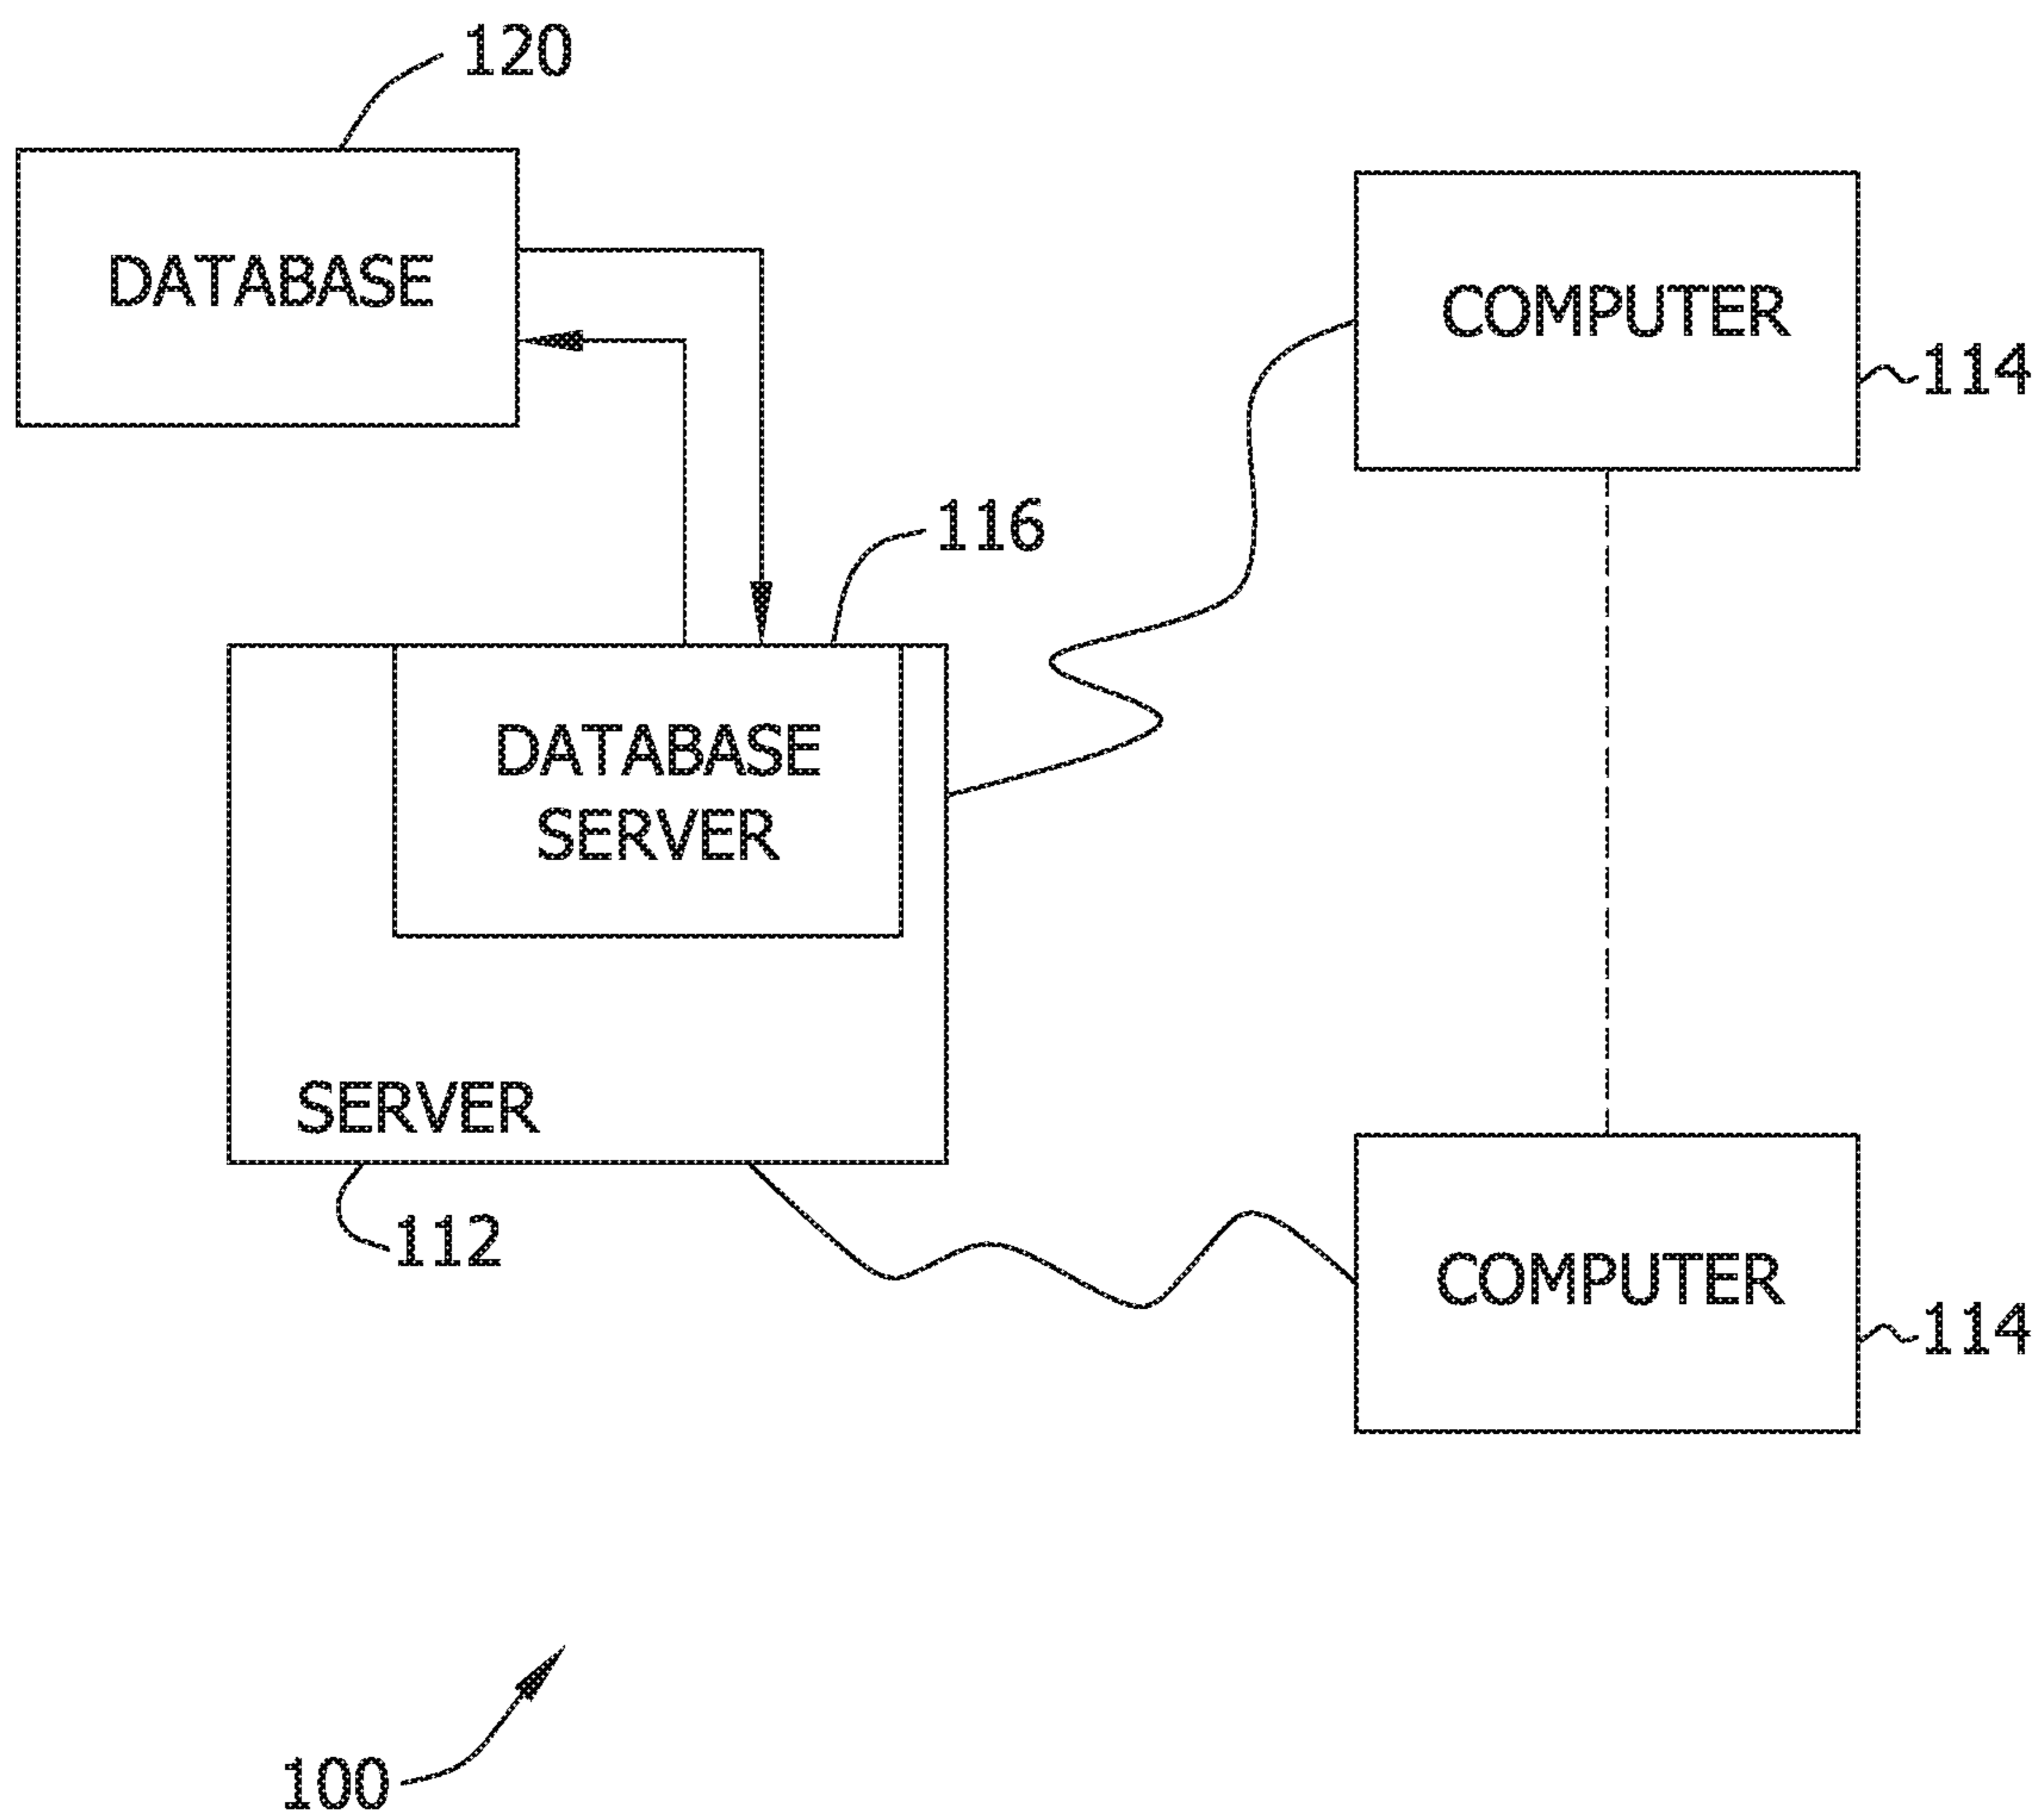 120
DATABASE
COMPUTER
114
116
DATABASE
SERVER
SERVER
112
COMPUTER
114
100